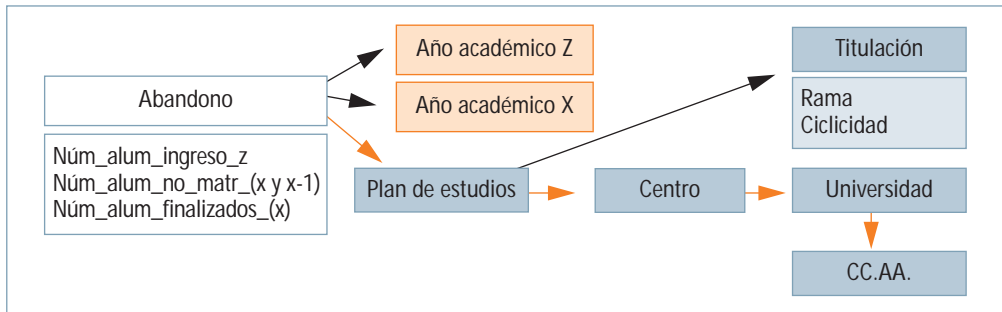 Abandono
Núm_alum_ingreso_z
Núm_alum_no_matr_(x y x-1)
Núm_alum_finalizados_(x)
Año académico Z
Año académico X
Plan de estudios
Centro
Titulación
Rama
Ciclicidad
Universidad
CC.AA.